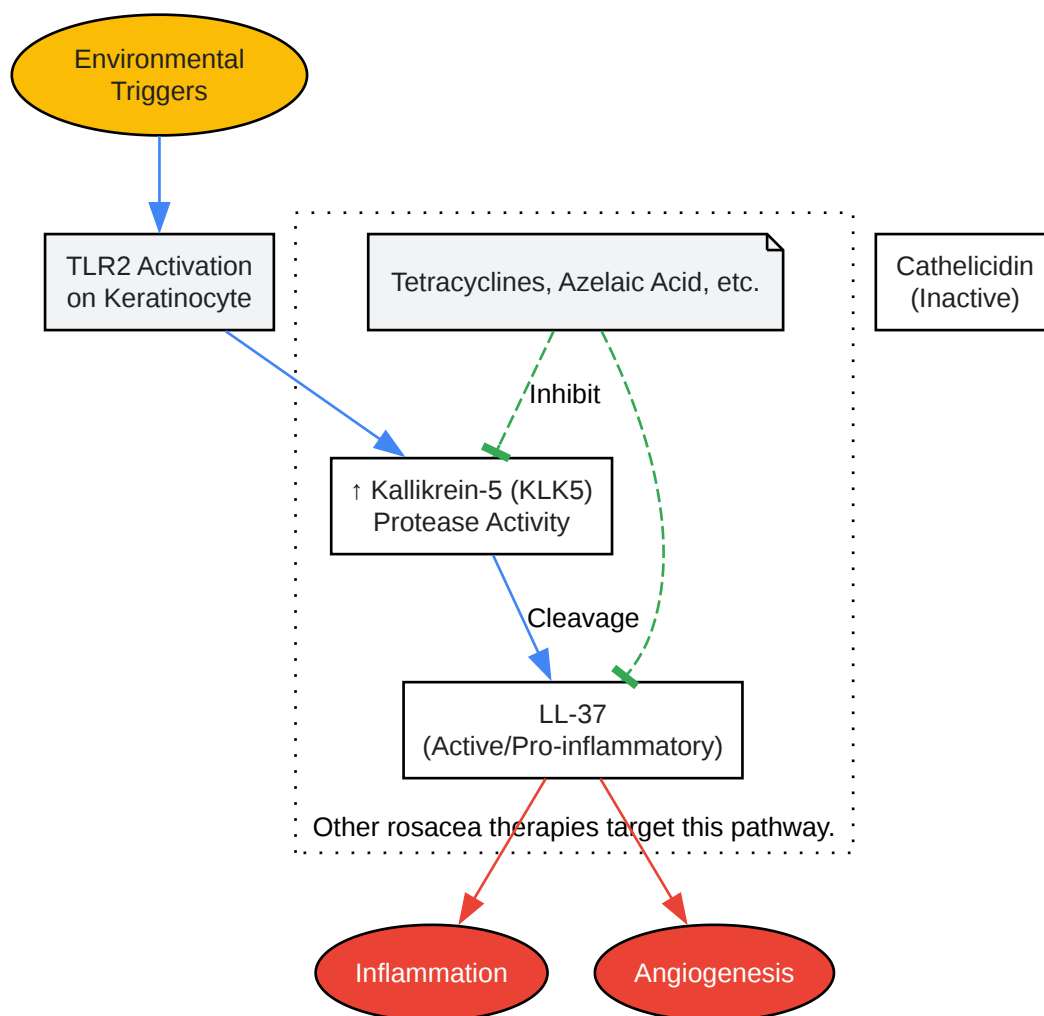 Environmental
Triggers
TLR2 Activation
on Keratinocyte
Tetracyclines, Azelaic Acid, etc.
Cathelicidin
(Inactive)
Inhibit
↑ Kallikrein-5 (KLK5)
Protease Activity
Cleavage
LL-37
(Active/Pro-inflammatory)
Other rosacea therapies target this pathway.
Inflammation
Angiogenesis